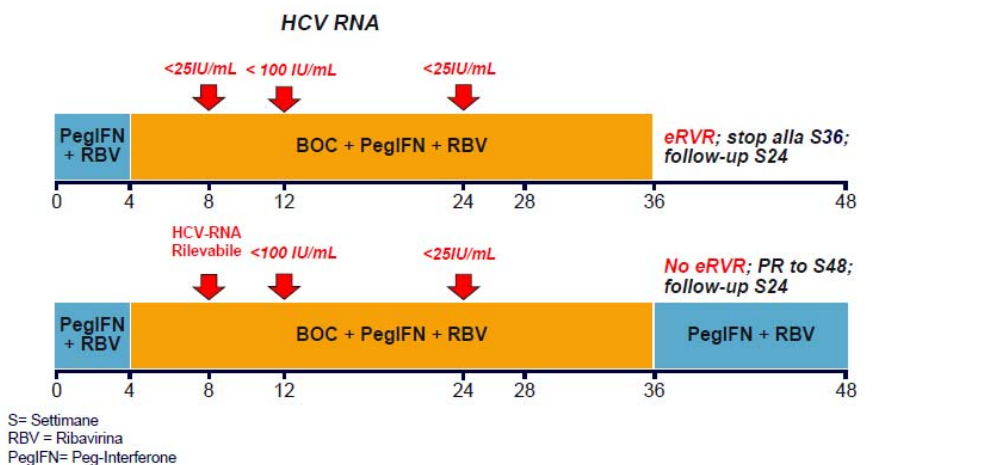 HCV RNA
<25IU/mL < 100 IU/mL <25IU/mL
PegIFN
+ RBV
BOC + PegIFN + RBV
eRVR; stop alla S36;
follow-up S24
0 4 8 12 24 28 36 48
HCV-RNA
Rilevabile <100 IU/mL <25IU/mL
No eRVR; PR to S48;
follow-up S24
PegIFN
+ RBV
BOC + PegIFN + RBV
PegIFN + RBV
0 4 8 12 24 28 36 48
S= Settimane
RBV = Ribavirina
PegIFN= Peg-Interferone